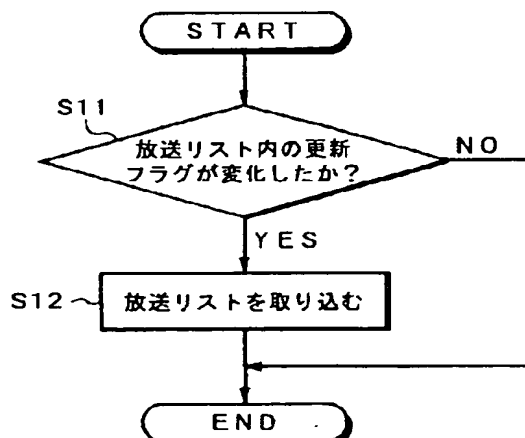 START
S11
放送リスト内の更新
フラグが変化したか？
NO
YES
S12
放送リストを取り込む
END